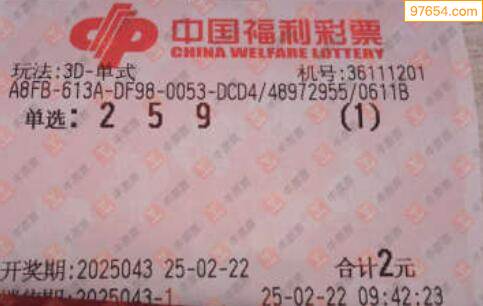 97654.com
中国福利彩票
CHINA WELFARE LOTTERY
玩法:3D-单式 机号:36111201
A8FB-613A-DF98-0053-DCD4/48972955/0611B
单选: 2 5 9 (1)
开奖期:2025043 25-02-22 合计2元
2025043-1 25-02-22 09:42:23